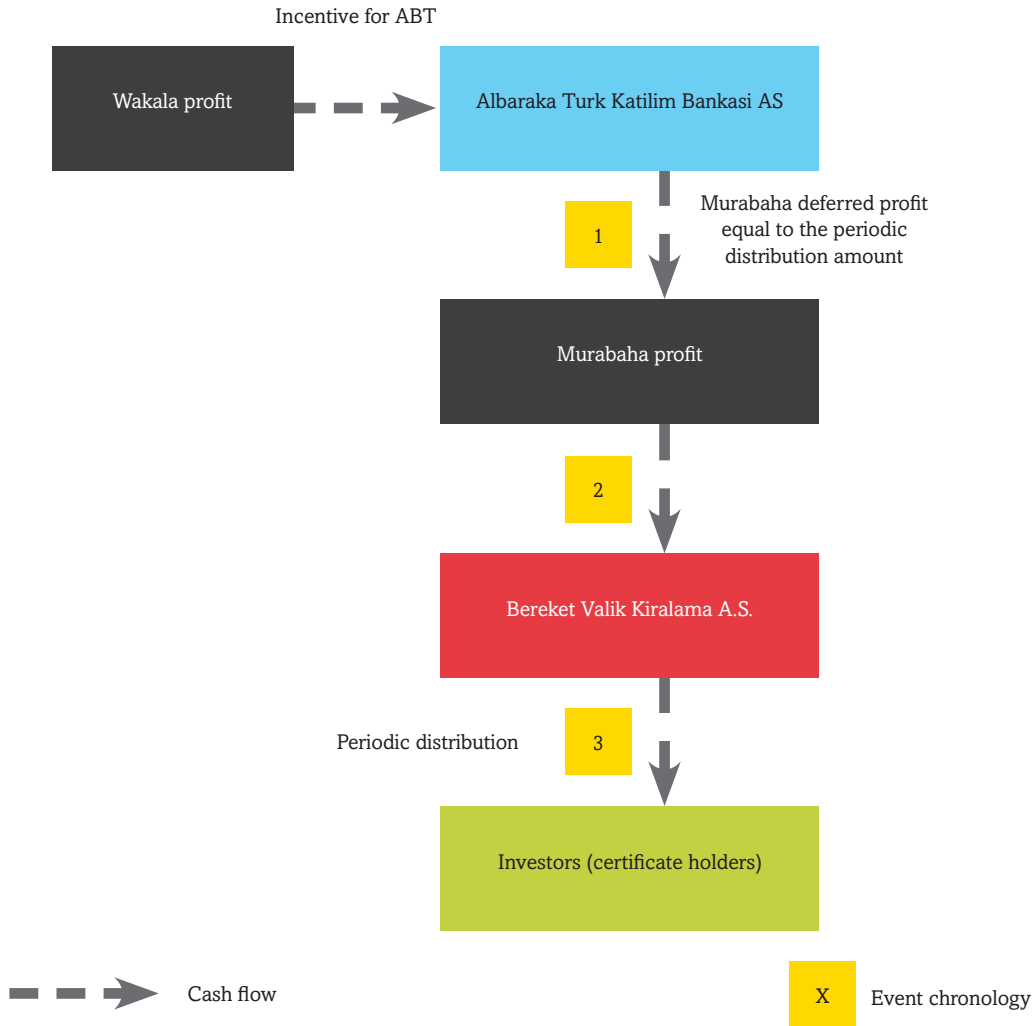 Incentive for ABT
Wakala profit
Albaraka Turk Katilim Bankasi AS
1
Murabaha deferred profit
equal to the periodic
distribution amount
Murabaha profit
2
Bereket Valik Kiralama A.S.
Periodic distribution
3
Investors (certificate holders)
Cash flow
X
Event chronology